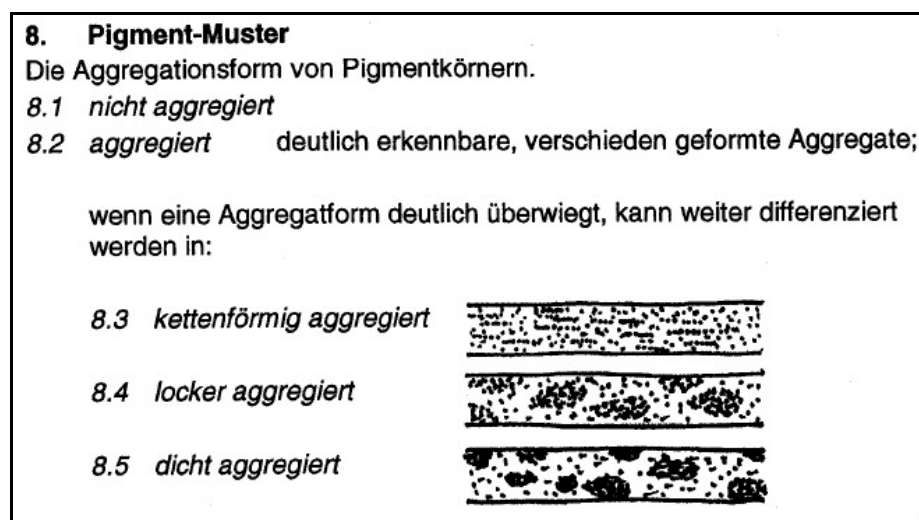 8. Pigment-Muster
Die Aggregationsform von Pigmentkörnern.
8.1 nicht aggregiert
8.2 aggregiert deutlich erkennbare, verschieden geformte Aggregate;
wenn eine Aggregatform deutlich überwiegt, kann weiter differenziert
werden in:
8.3 kettenförmig aggregiert
8.4 locker aggregiert
8.5 dicht aggregiert